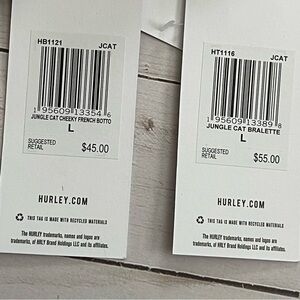 HB1121 JCAT
1 95609 13354 6
JUNGLE CAT CHEEKY FRENCH BOTTO
L
SUGGESTED
RETAIL $45.00
HURLEY.COM
THIS TAG IS MADE WITH RECYCLED MATERIALS
The HURLEY trademarks, names and logos are
trademarks, of HRLY Brand Holdings LLC and its affiliates.
HT1116 JCAT
1 95609 13389 8
JUNGLE CAT BRALETTE
L
SUGGESTED
RETAIL $55.00
HURLEY.COM
THIS TAG IS MADE WITH RECYCLED MATERIALS
The HURLEY trademarks, names and logos are
trademarks, of HRLY Brand Holdings LLC and its affiliates.